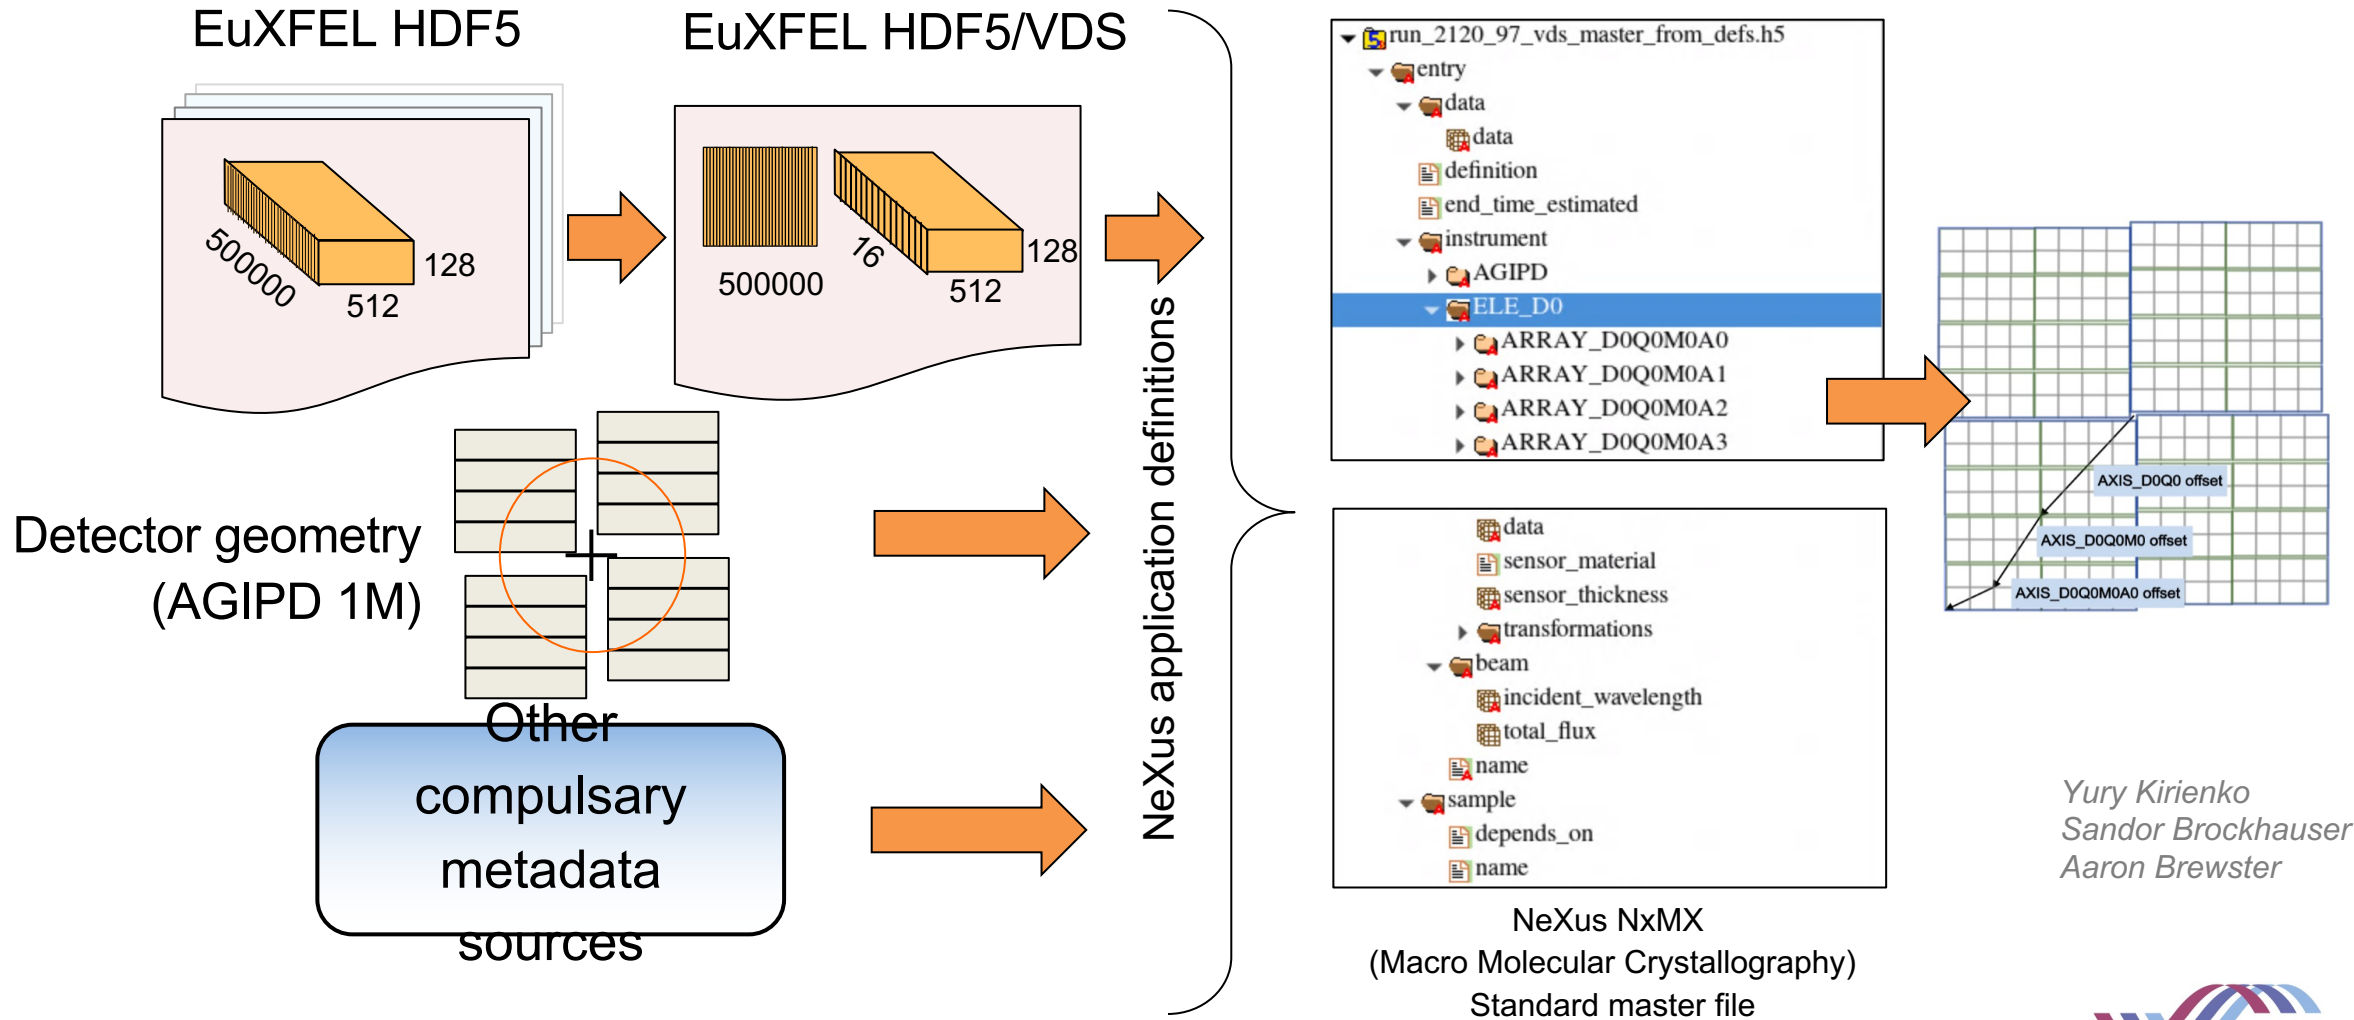 EuXFEL HDF5
EuXFEL HDF5/VDS
500000
512
128
500000
16
512
128
Detector geometry
(AGIPD 1M)
Other
compulsary
metadata
sources
NeXus application definitions
run_2120_97_vds_master_from_defs.h5
entry
data
data
definition
end_time_estimated
instrument
AGIPD
ELE_D0
ARRAY_D0Q0M0A0
ARRAY_D0Q0M0A1
ARRAY_D0Q0M0A2
ARRAY_D0Q0M0A3
data
sensor_material
sensor_thickness
transformations
beam
incident_wavelength
total_flux
name
sample
depends_on
name
NeXus NxMX
(Macro Molecular Crystallography)
Standard master file
AXIS_D0Q0 offset
AXIS_D0Q0M0 offset
AXIS_D0Q0M0A0 offset
Yury Kirienko
Sandor Brockhauser
Aaron Brewster